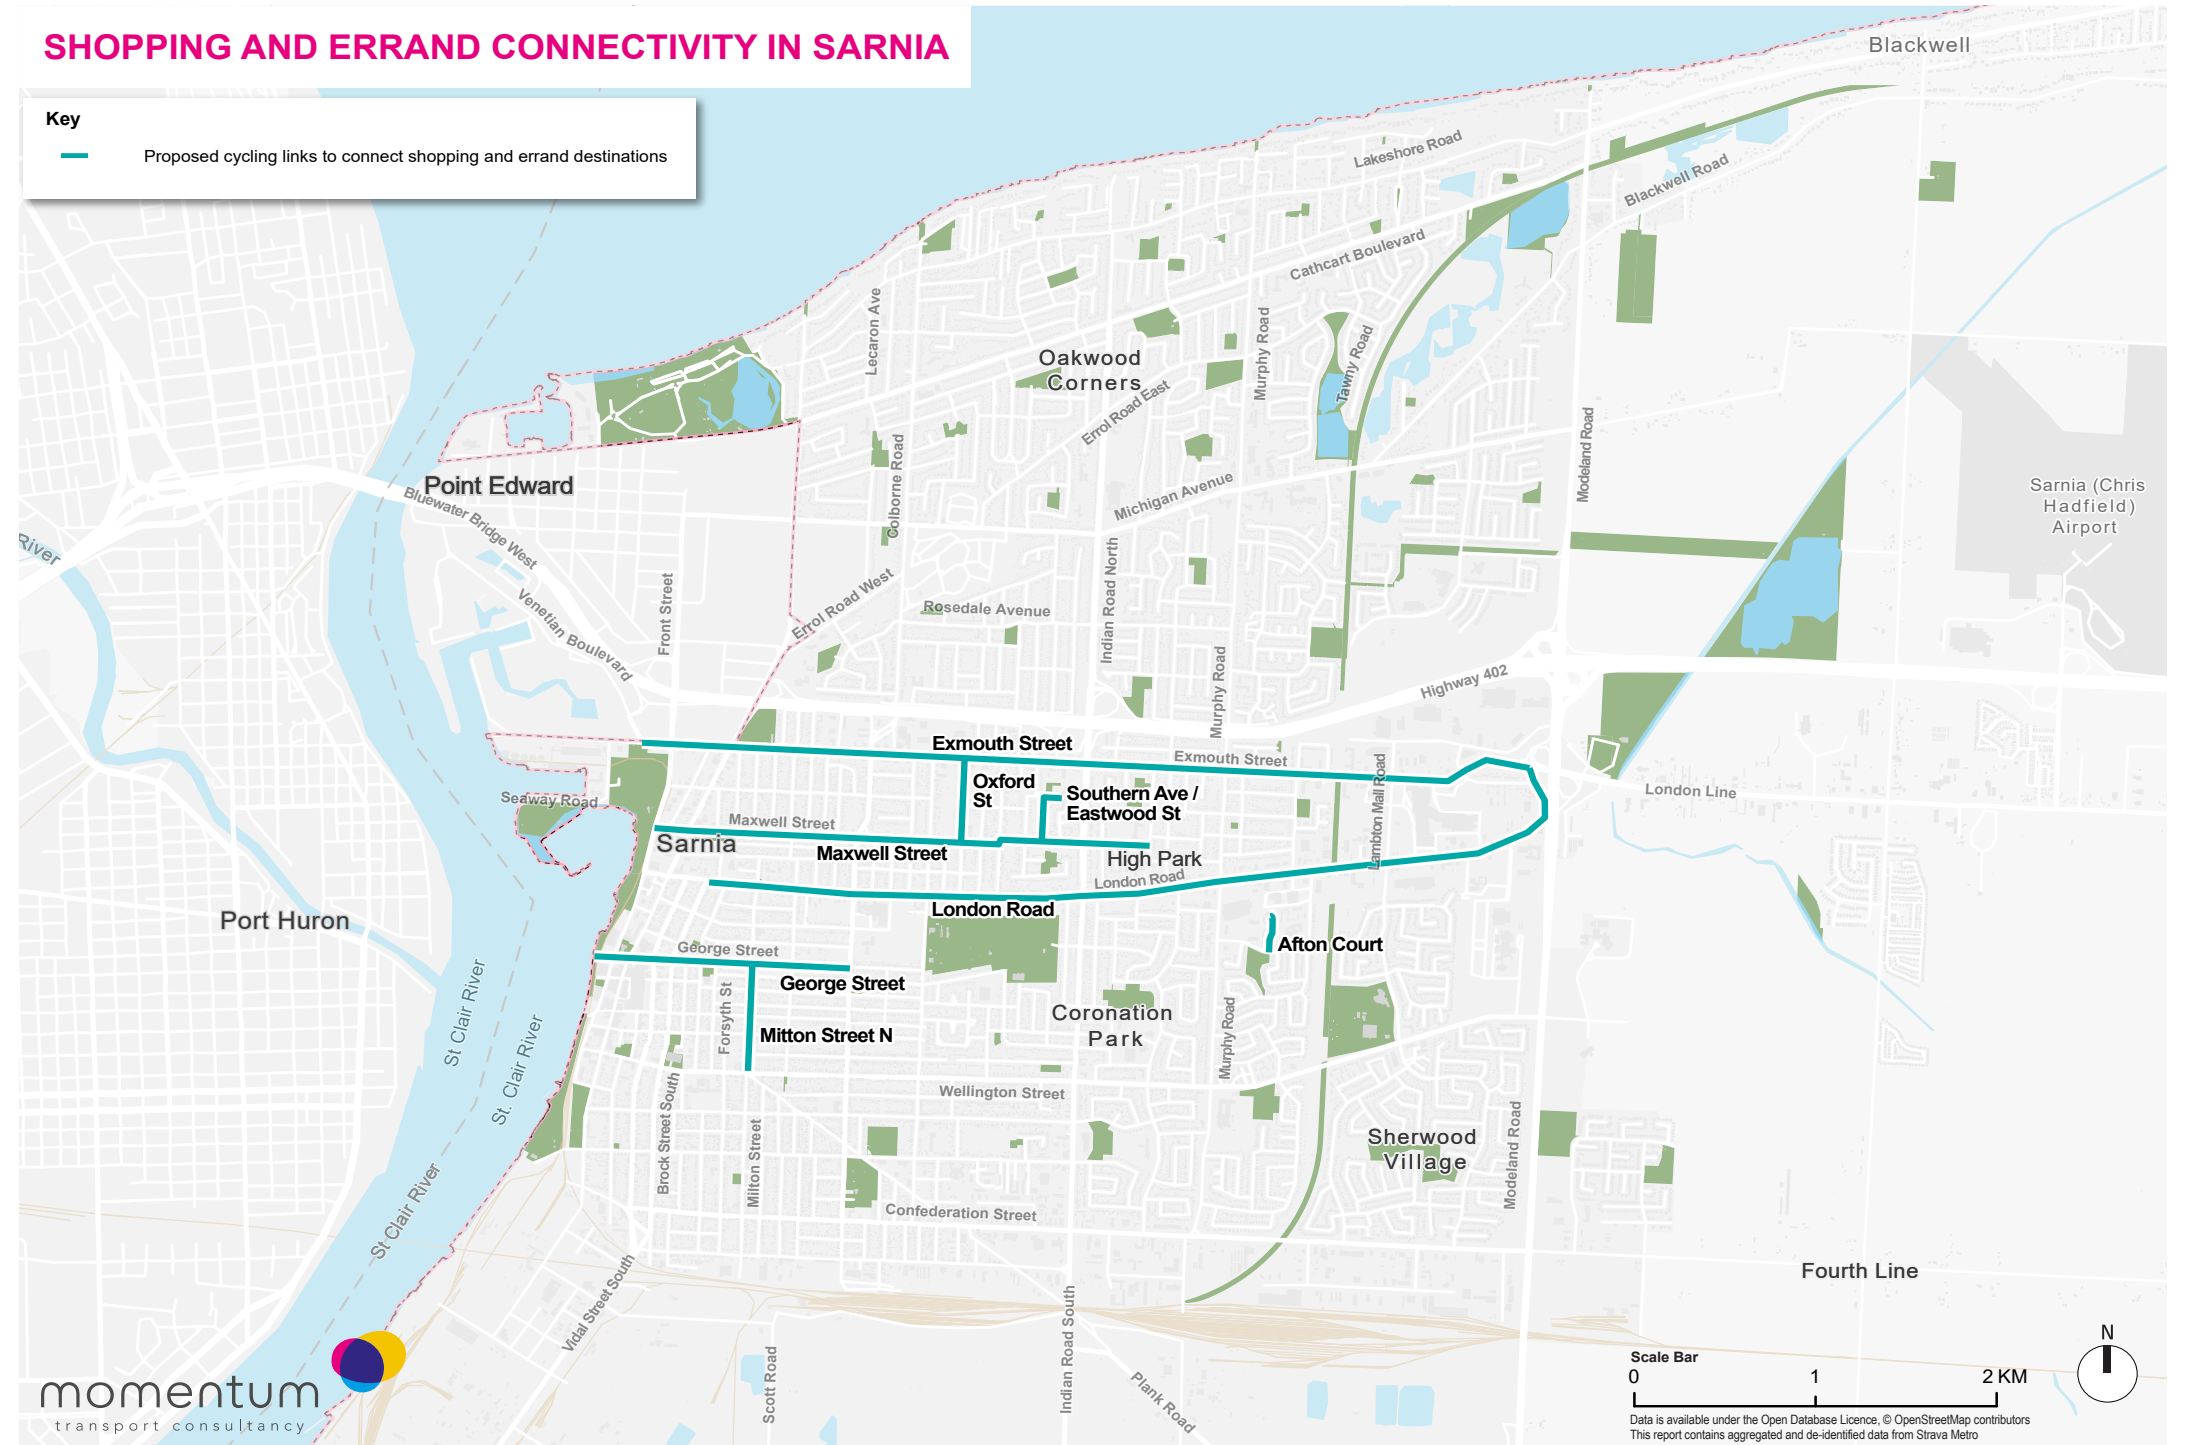 SHOPPING AND ERRAND CONNECTIVITY IN SARNIA
Key
Proposed cycling links to connect shopping and errand destinations
Blackwell
Lakeshore Road
Blackwell Road
Cathcart Boulevard
Lecaron Ave
Murphy Road
Tawny Road
Oakwood
Corners
Errol Road East
Modeland Road
Colborne Road
Michigan Avenue
Point Edward
Bluewater Bridge West
Sarnia (Chris
Hadfield)
Airport
River
Venetian Boulevard
Front Street
Errol Road West
Rosedale Avenue
Indian Road North
Murphy Road
Highway 402
Exmouth Street
Exmouth Street
Oxford
St
Southern Ave /
Eastwood St
Lambton Mall Road
London Line
Seaway Road
Maxwell Street
Sarnia
Maxwell Street
High Park
London Road
London Road
Port Huron
George Street
George Street
Afton Court
St Clair River
St. Clair River
Forsyth St
Mitton Street N
Coronation
Park
Murphy Road
Wellington Street
Brock Street South
Milton Street
Sherwood
Village
Modeland Road
St Clair River
Confederation Street
Fourth Line
Vidal Street South
Scott Road
Indian Road South
Plank Road
momentum
transport consultancy
Scale Bar
0 1 2 KM
N
Data is available under the Open Database Licence, © OpenStreetMap contributors
This report contains aggregated and de-identified data from Strava Metro